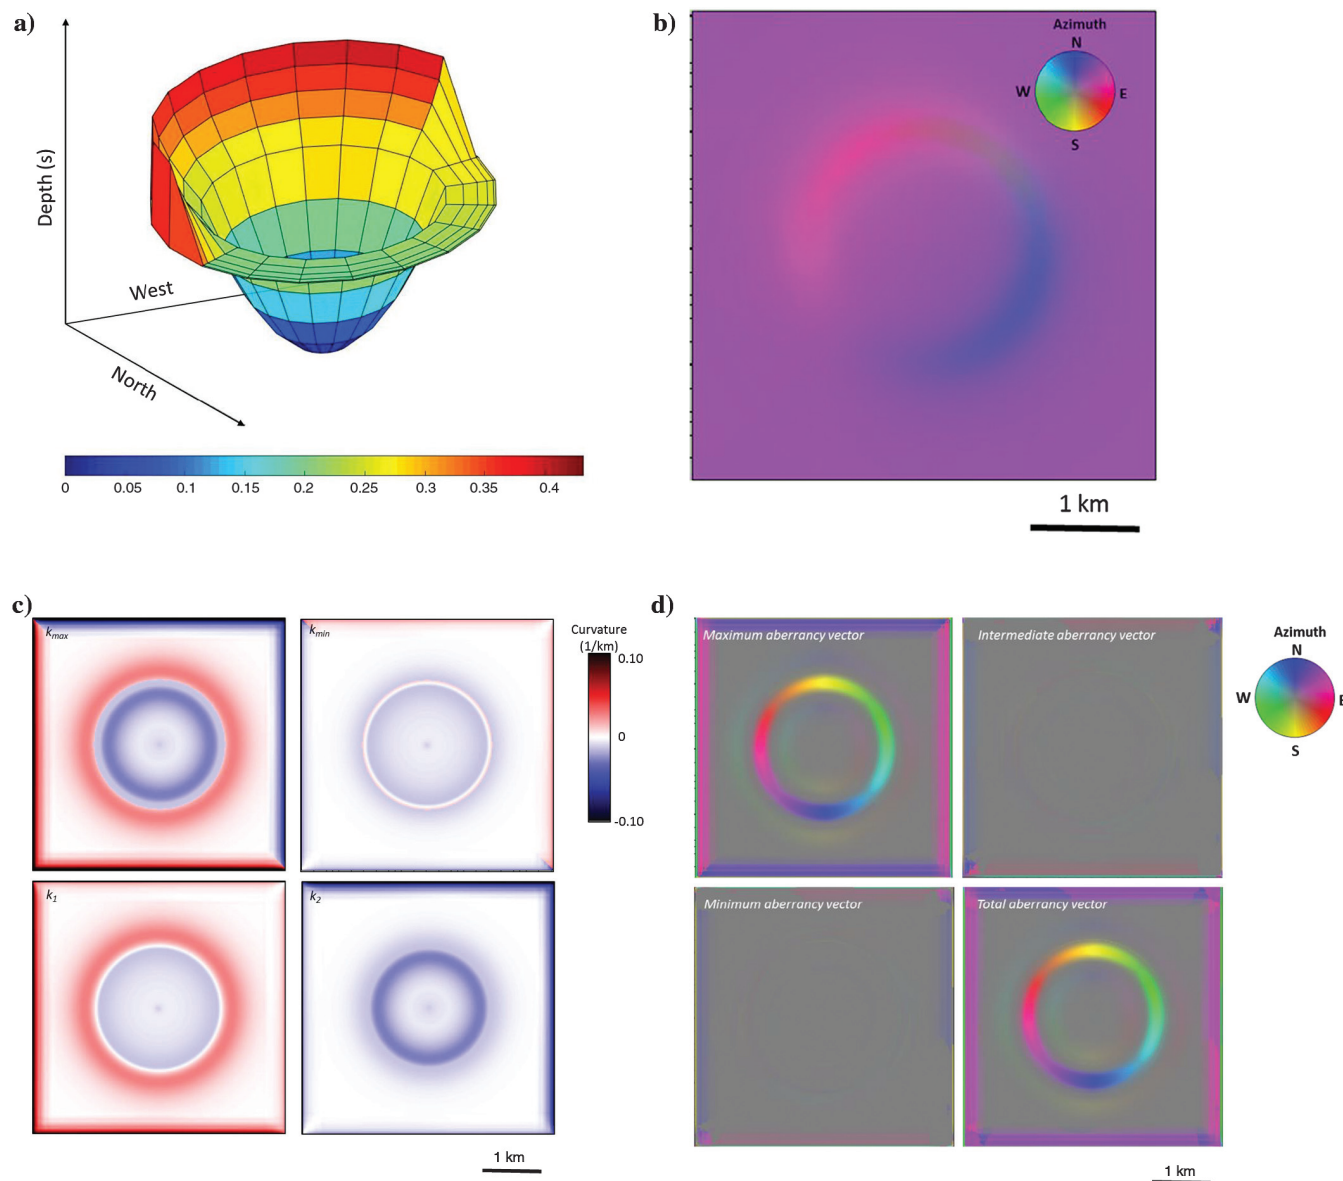 a)
Depth (s)
West
North
0 0.05 0.1 0.15 0.2 0.25 0.3 0.35 0.4
b)
Azimuth
N
W E
S
1 km
c)
kmax
kmin
Curvature
(1/km)
0.10
0
-0.10
k1
k2
1 km
d)
Maximum aberrancy vector
Intermediate aberrancy vector
Azimuth
N
W E
S
Minimum aberrancy vector
Total aberrancy vector
1 km